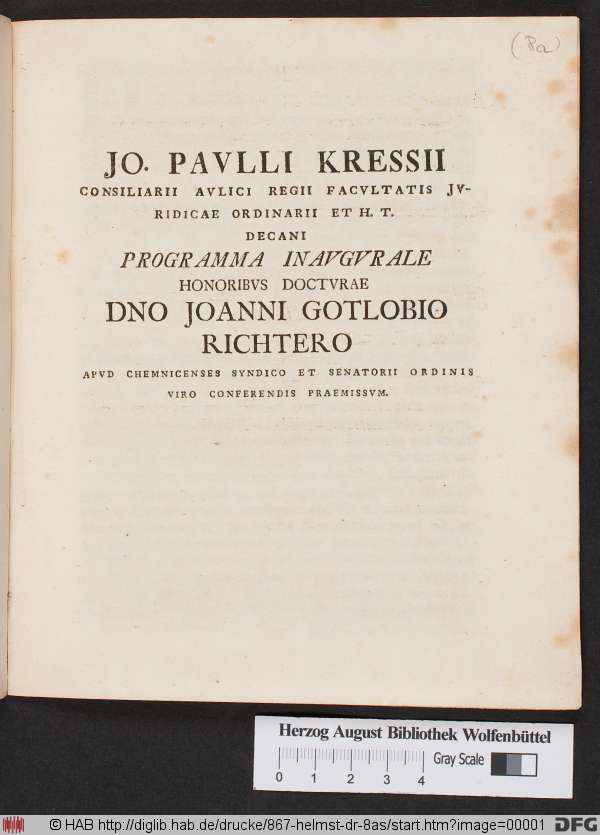 (8a)
JO. PAVLLI KRESSII
CONSILIARII AVLICI REGII FACVLTATIS JV-
RIDICAE ORDINARII ET H. T.
DECANI
PROGRAMMA INAVGVRALE
HONORIBVS DOCTVRAE
DNO JOANNI GOTLOBIO
RICHTERO
APVD CHEMNICENSES SYNDICO ET SENATORII ORDINIS
VIRO CONFERENDIS PRAEMISSVM.
Herzog August Bibliothek Wolfenbüttel
0 1 2 3 4
Gray Scale
© HAB http://diglib.hab.de/drucke/867-helmst-dr-8as/start.htm?image=00001
DFG